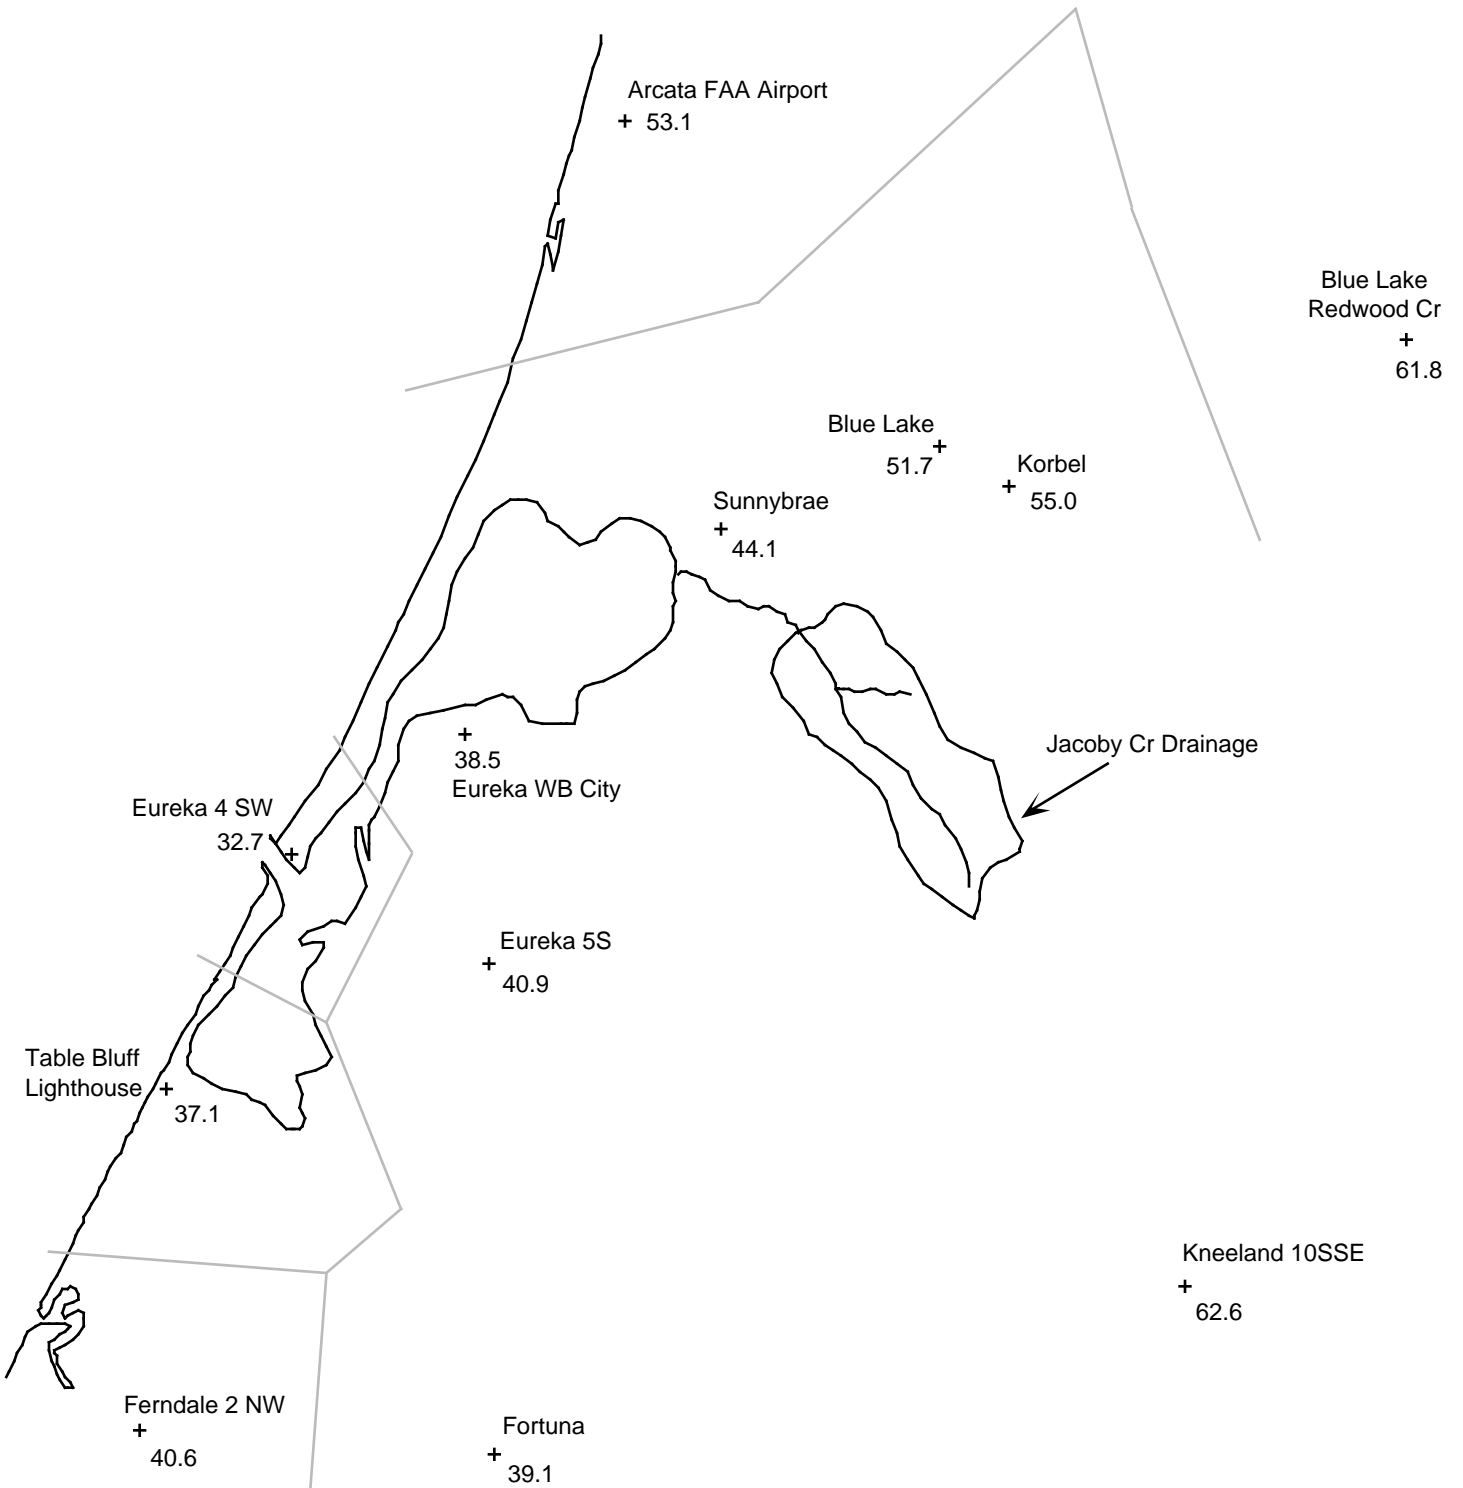 Arcata FAA Airport
53.1
Blue Lake
Redwood Cr
61.8
Blue Lake
51.7
Korbel
55.0
Sunnybrae
44.1
Jacoby Cr Drainage
38.5
Eureka WB City
Eureka 4 SW
32.7
Eureka 5S
40.9
Table Bluff
Lighthouse
37.1
Kneeland 10SSE
62.6
Ferndale 2 NW
40.6
Fortuna
39.1